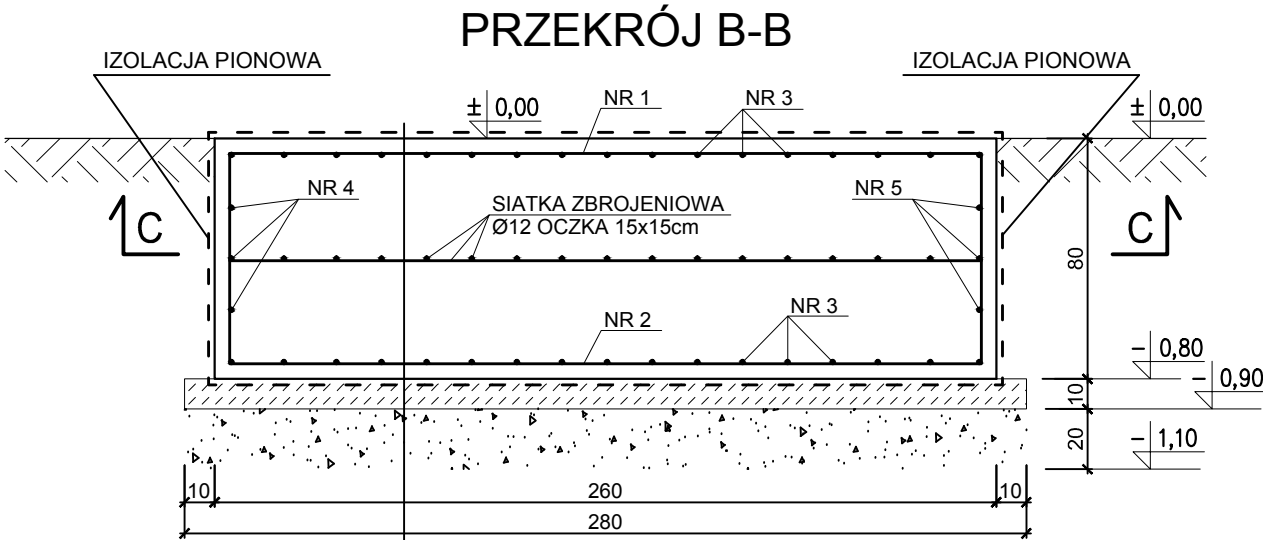 PRZEKRÓJ B-B
IZOLACJA PIONOWA
IZOLACJA PIONOWA
± 0,00
NR 1
NR 3
± 0,00
NR 4
SIATKA ZBROJENIOWA
Ø12 OCZKA 15x15cm
NR 5
C
C
80
NR 2
NR 3
- 0,80
- 0,90
10
20
- 1,10
10
260
10
280